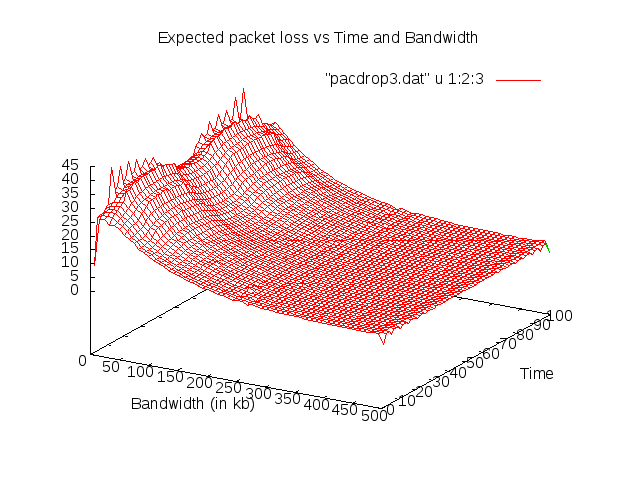 Expected packet loss vs Time and Bandwidth
"pacdrop3.dat" u 1:2:3
45
40
35
30
25
20
15
10
5
0
0 50 100 150 200 250 300 350 400 450 500
Bandwidth (in kb)
0 10 20 30 40 50 60 70 80 90 100
Time